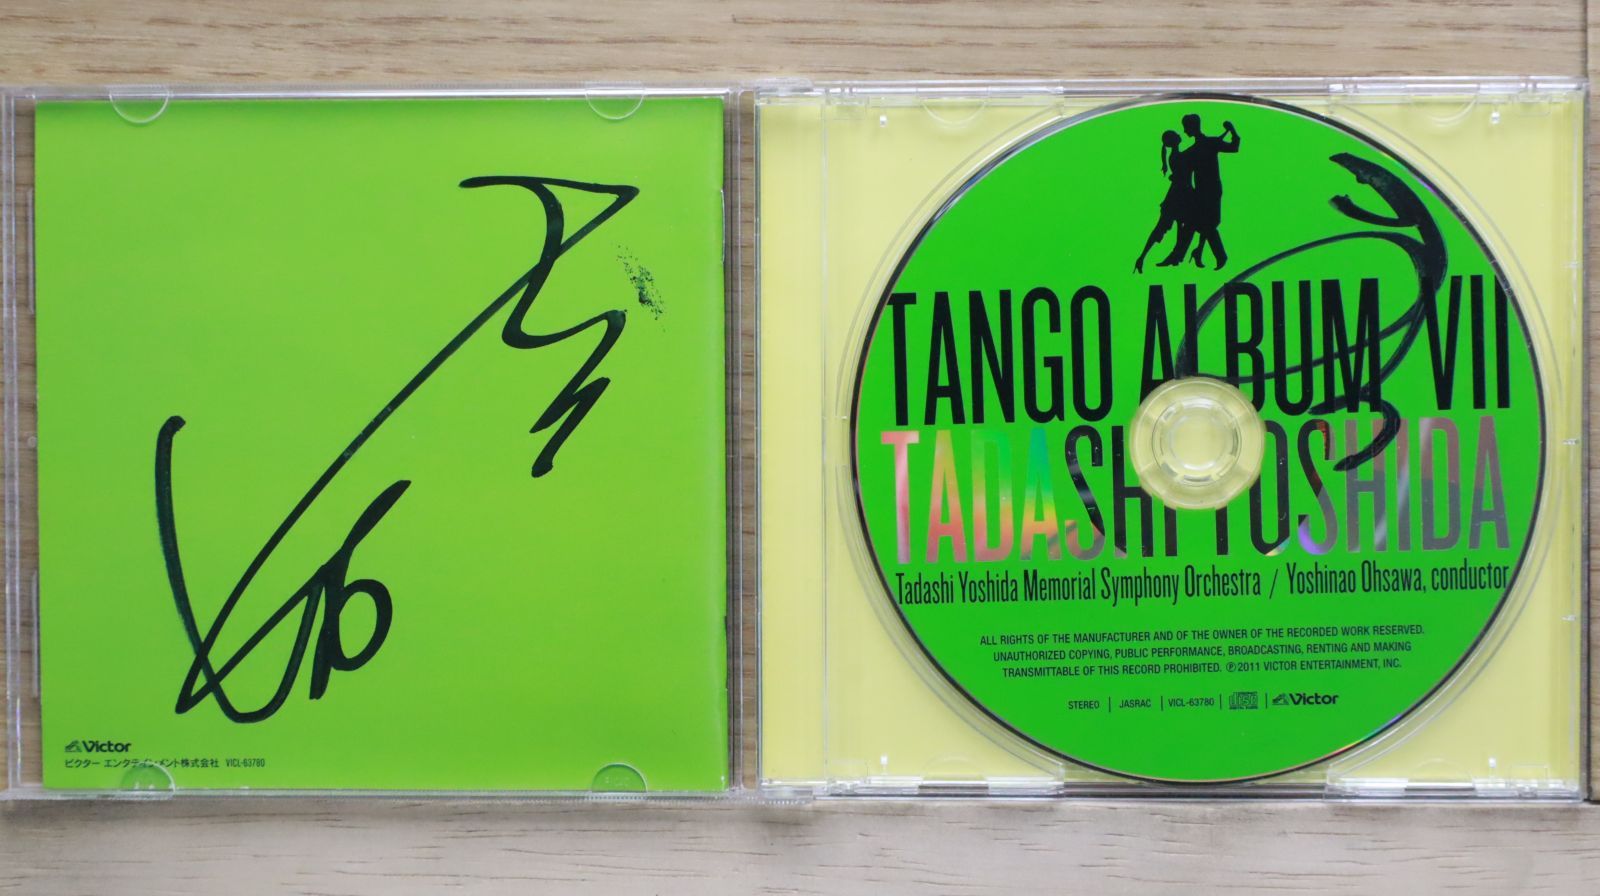 Victor
ビクター エンタテインメント株式会社 VICL-63780
TANGO ALBUM VII
TADASHI YOSHIDA
Tadashi Yoshida Memorial Symphony Orchestra / Yoshinao Ohsawa, conductor
ALL RIGHTS OF THE MANUFACTURER AND OF THE OWNER OF THE RECORDED WORK RESERVED.
UNAUTHORIZED COPYING, PUBLIC PERFORMANCE, BROADCASTING, RENTING AND MAKING
TRANSMITTABLE OF THIS RECORD PROHIBITED. ℗2011 VICTOR ENTERTAINMENT, INC.
STEREO | JASRAC | VICL-63780 | disc | Victor